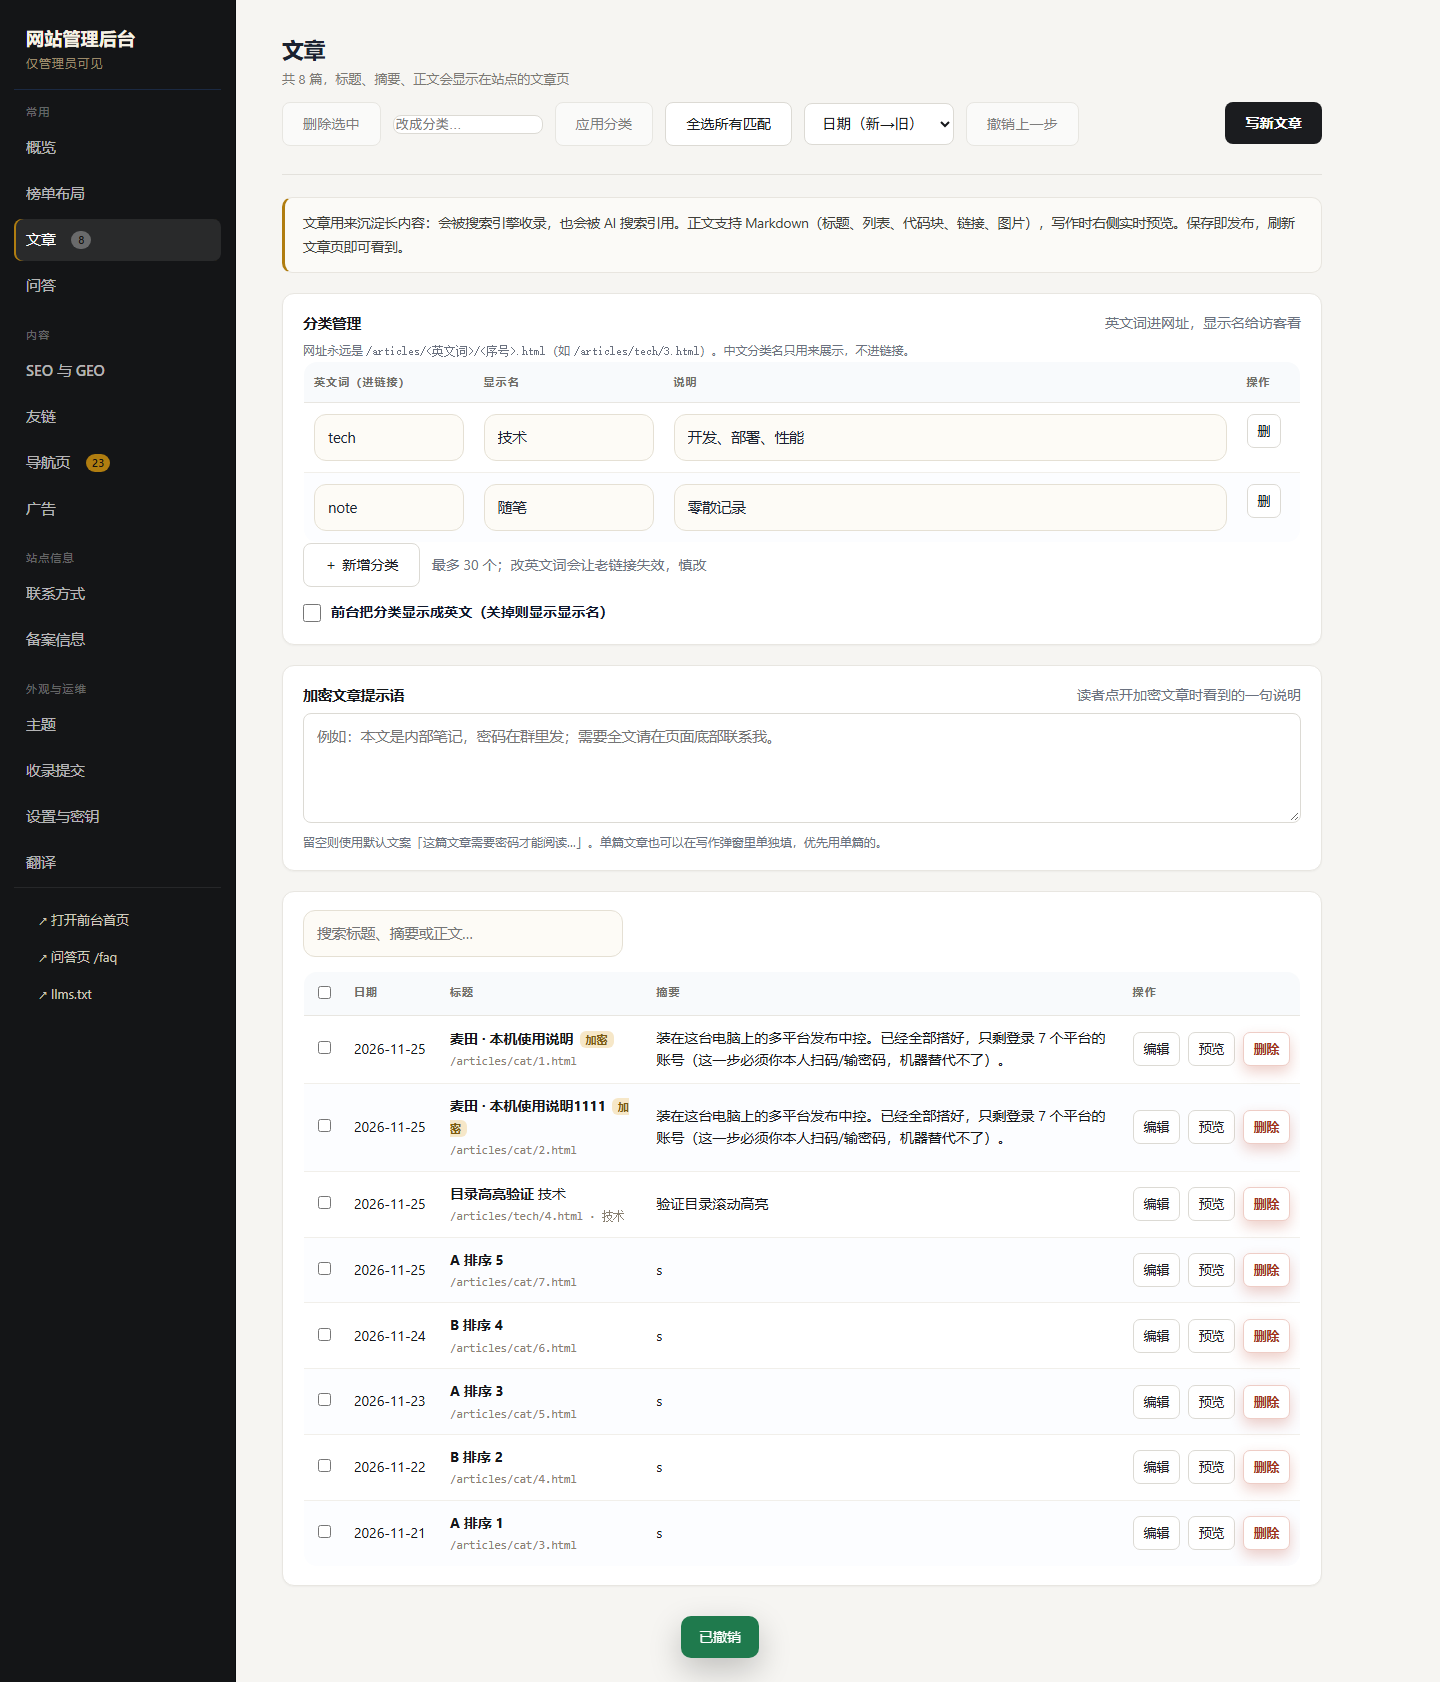 网站管理后台
仅管理员可见
常用
概览
榜单布局
文章 8
问答
内容
SEO 与 GEO
友链
导航页 23
广告
站点信息
联系方式
备案信息
外观与运维
主题
收录提交
设置与密钥
翻译
↗ 打开前台首页
↗ 问答页 /faq
↗ llms.txt
文章
共 8 篇，标题、摘要、正文会显示在站点的文章页
删除选中 改成分类... 应用分类 全选所有匹配 日期（新→旧） 撤销上一步 写新文章
文章用来沉淀长内容：会被搜索引擎收录，也会被 AI 搜索引用。正文支持 Markdown（标题、列表、代码块、链接、图片），写作时右侧实时预览。保存即发布，刷新
文章页即可看到。
分类管理 英文词进网址，显示名给访客看
网址永远是 /articles/<英文词>/<序号>.html（如 /articles/tech/3.html）。中文分类名只用来展示，不进链接。
英文词（进链接） 显示名 说明 操作
tech 技术 开发、部署、性能 删
note 随笔 零散记录 删
+ 新增分类 最多 30 个；改英文词会让老链接失效，慎改
前台把分类显示成英文（关掉则显示显示名）
加密文章提示语 读者点开加密文章时看到的一句说明
例如：本文是内部笔记，密码在群里发；需要全文请在页面底部联系我。
留空则使用默认文案「这篇文章需要密码才能阅读...」。单篇文章也可以在写作弹窗里单独填，优先用单篇的。
搜索标题、摘要或正文...
日期 标题 摘要 操作
2026-11-25 麦田 · 本机使用说明 加密 装在这台电脑上的多平台发布中控。已经全部搭好，只剩登录 7 个平台的 编辑 预览 删除
/articles/cat/1.html 账号（这一步必须你本人扫码/输密码，机器替代不了）。
2026-11-25 麦田 · 本机使用说明1111 加
密 装在这台电脑上的多平台发布中控。已经全部搭好，只剩登录 7 个平台的 编辑 预览 删除
/articles/cat/2.html 账号（这一步必须你本人扫码/输密码，机器替代不了）。
2026-11-25 目录高亮验证 技术 验证目录滚动高亮 编辑 预览 删除
/articles/tech/4.html · 技术
2026-11-25 A 排序 5 s 编辑 预览 删除
/articles/cat/7.html
2026-11-24 B 排序 4 s 编辑 预览 删除
/articles/cat/6.html
2026-11-23 A 排序 3 s 编辑 预览 删除
/articles/cat/5.html
2026-11-22 B 排序 2 s 编辑 预览 删除
/articles/cat/4.html
2026-11-21 A 排序 1 s 编辑 预览 删除
/articles/cat/3.html
已撤销